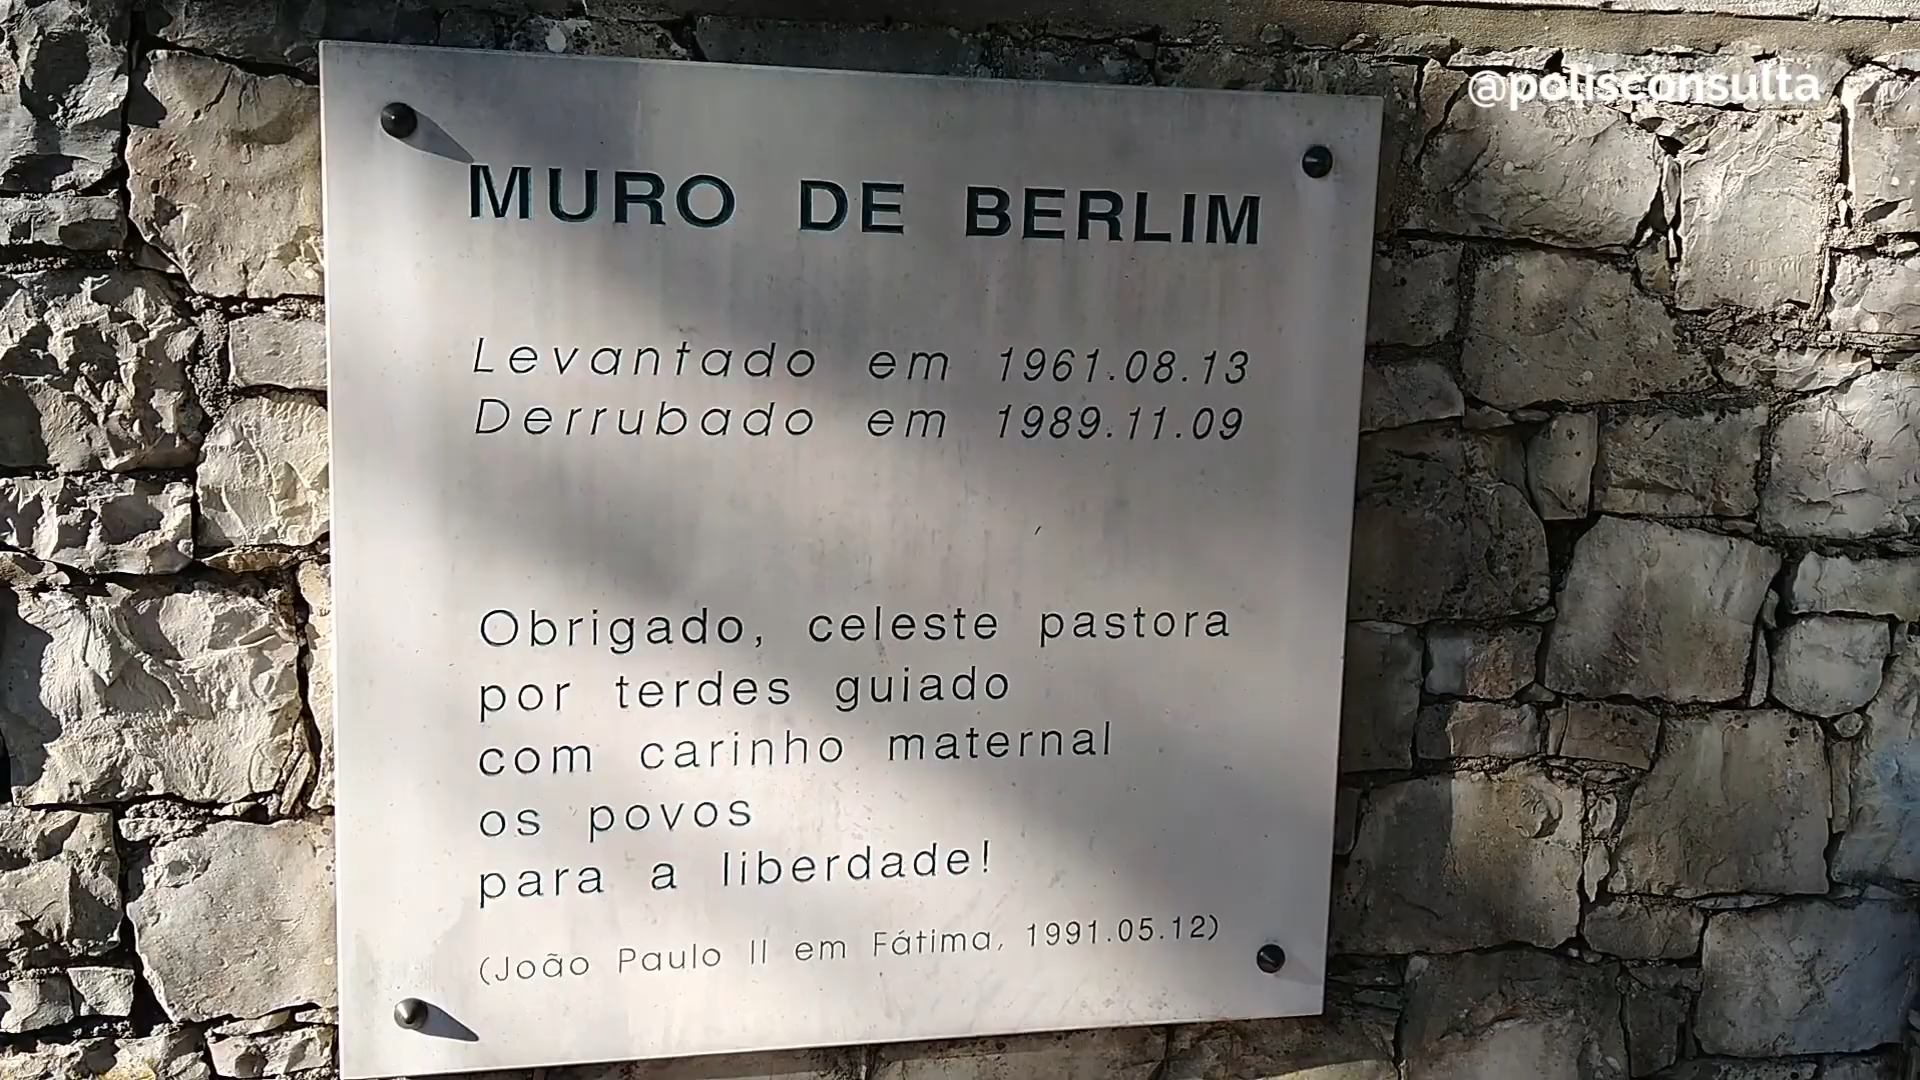 @polisconsulta
MURO DE BERLIM
Levantado em 1961.08.13
Derrubado em 1989.11.09
Obrigado, celeste pastora
por terdes guiado
com carinho maternal
os povos
para a liberdade!
(João Paulo II em Fátima, 1991.05.12)